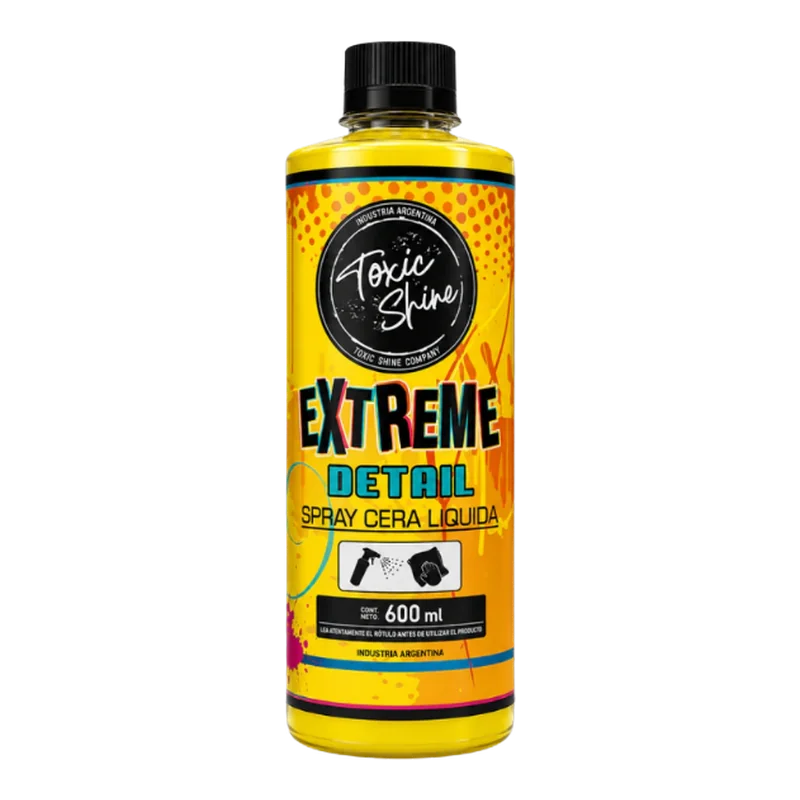 INDUSTRIA ARGENTINA
Toxic
Shine
TOXIC SHINE COMPANY
EXTREME
DETAIL
SPRAY CERA LIQUIDA
CONT.
NETO. 600 ml
LEA ATENTAMENTE EL RÓTULO ANTES DE UTILIZAR EL PRODUCTO
INDUSTRIA ARGENTINA